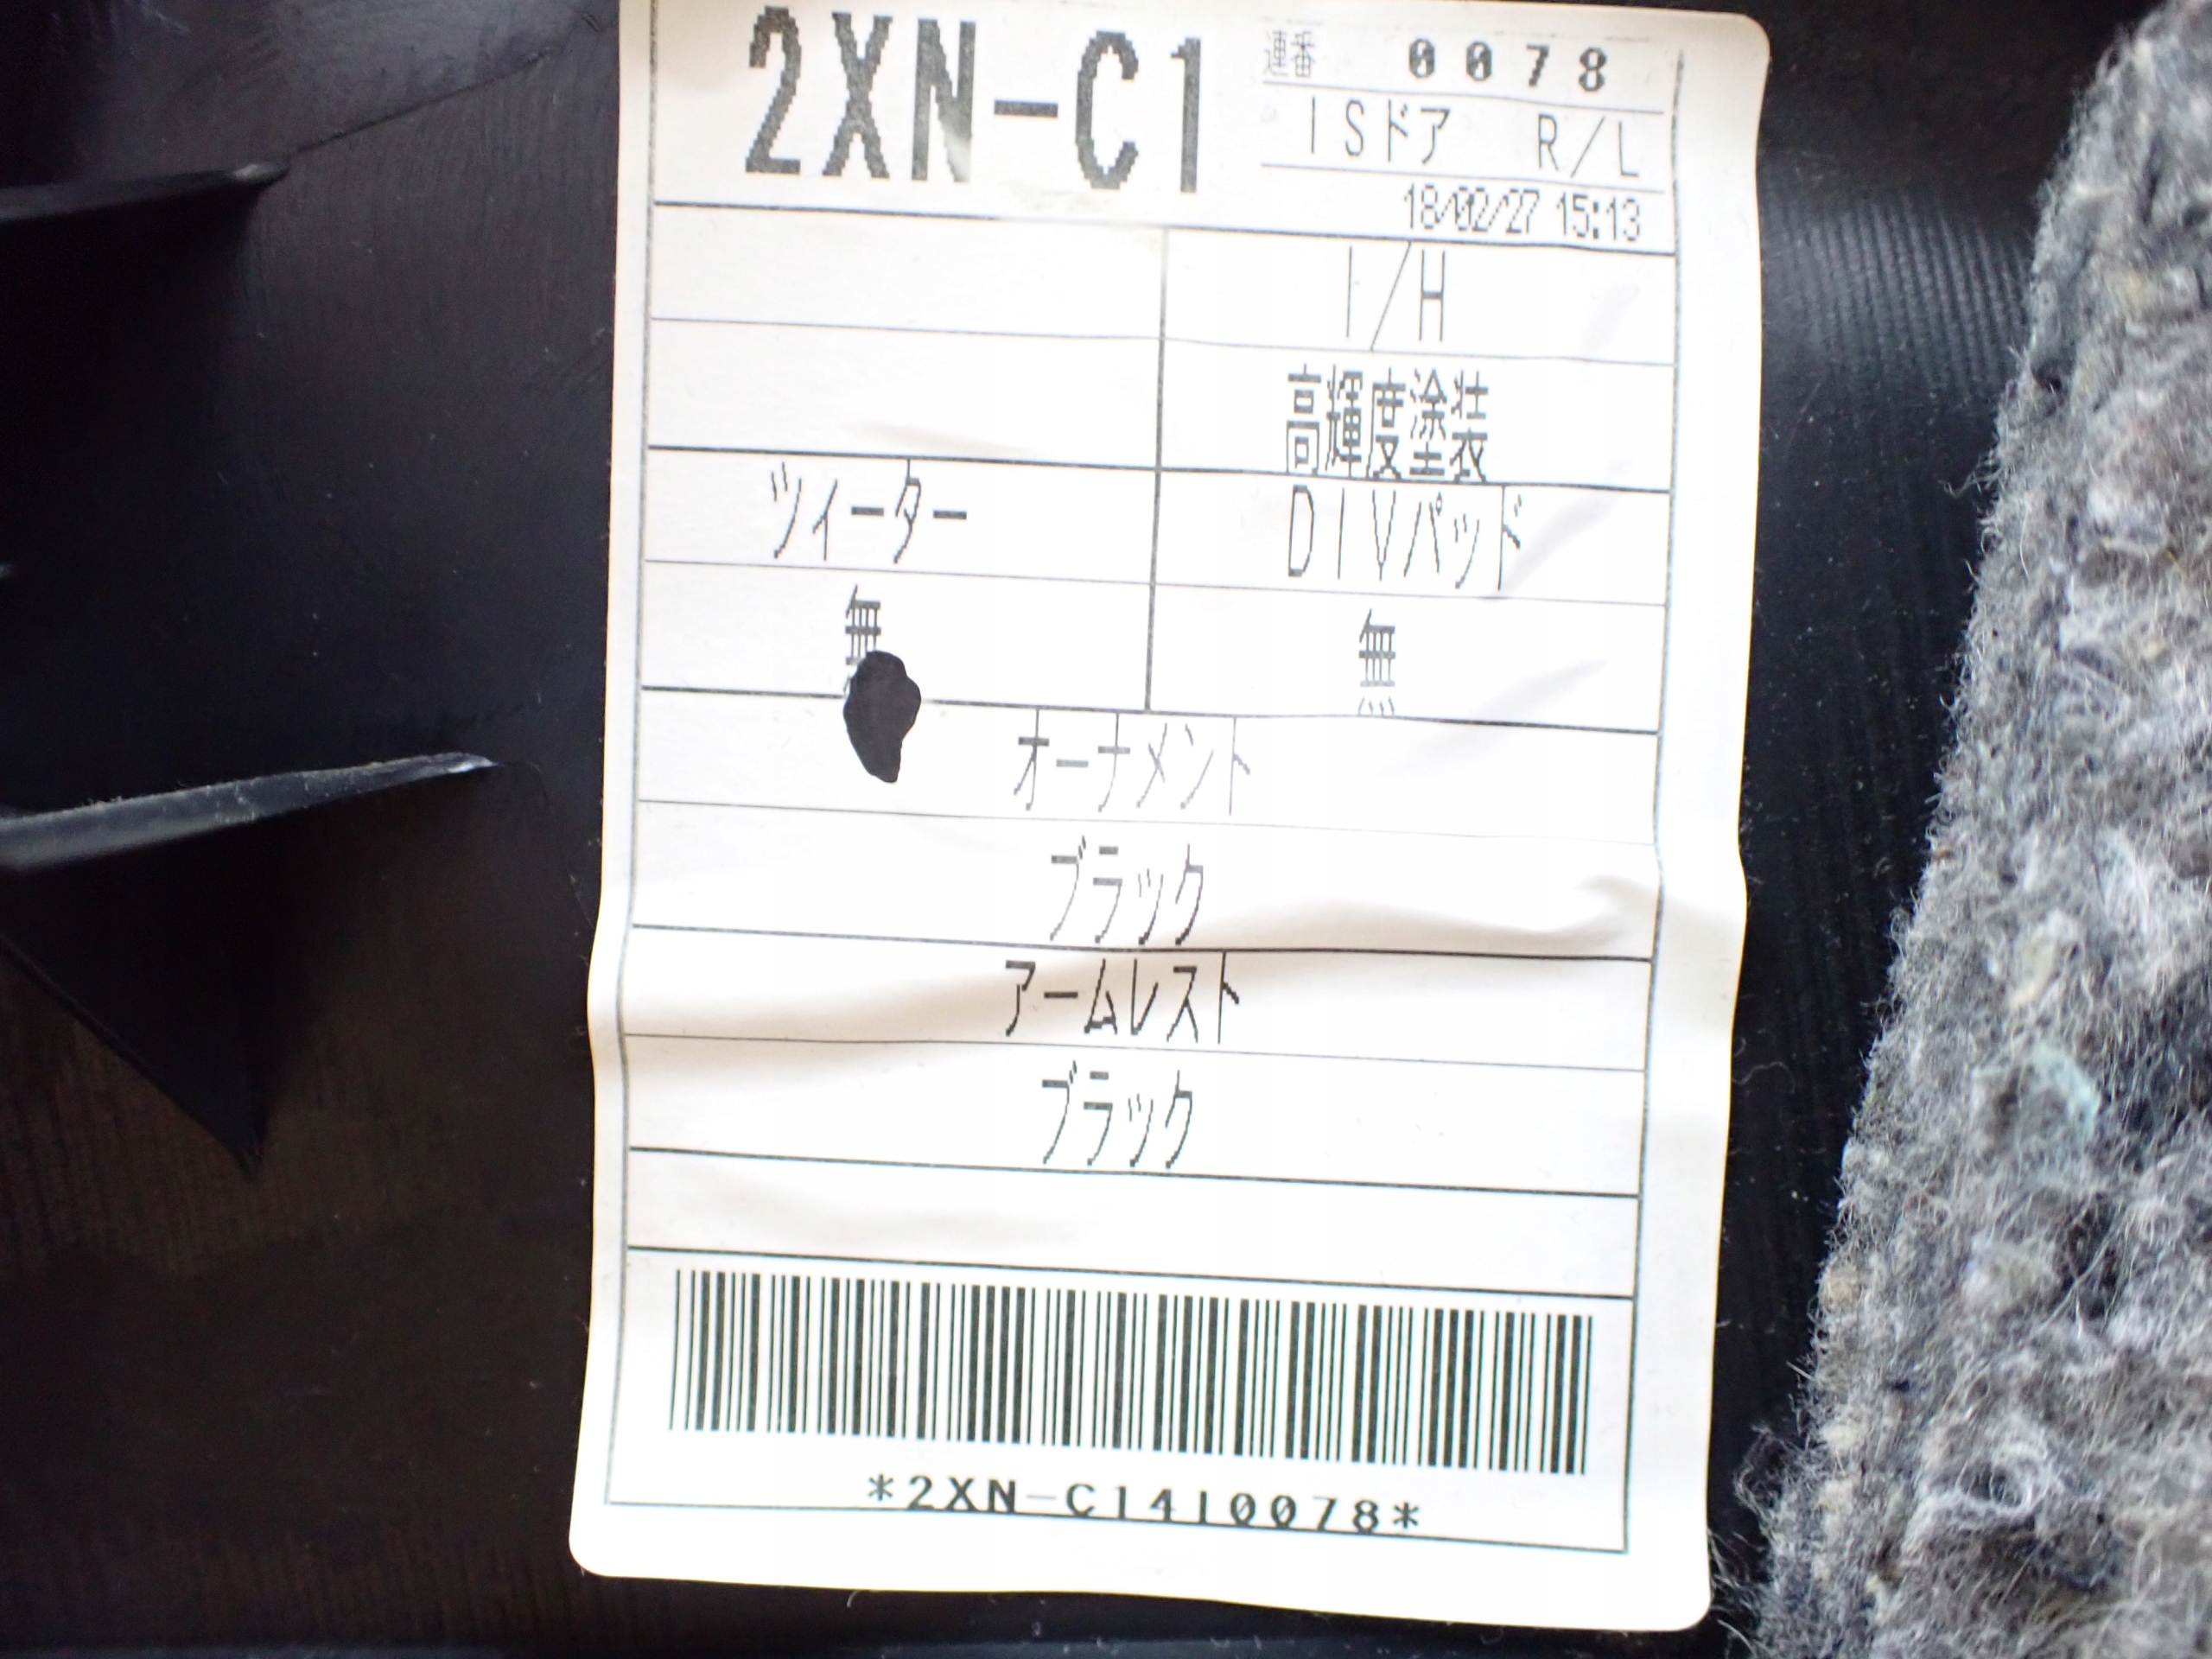 2XN-C1
連番 0078
ISドア R/L
18/02/27 15:13
I/H
高輝度塗装
ツィーター DIVパッド
無 無
オーナメント
ブラック
アームレスト
ブラック
*2XN-C1410078*